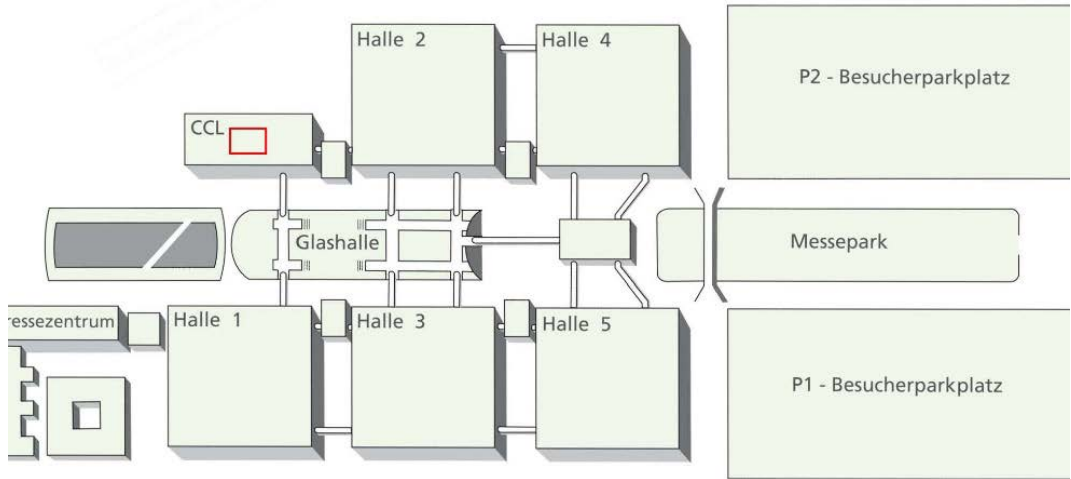 Halle 2
Halle 4
P2 - Besucherparkplatz
CCL
Glashalle
Messepark
ressezentrum
Halle 1
Halle 3
Halle 5
P1 - Besucherparkplatz